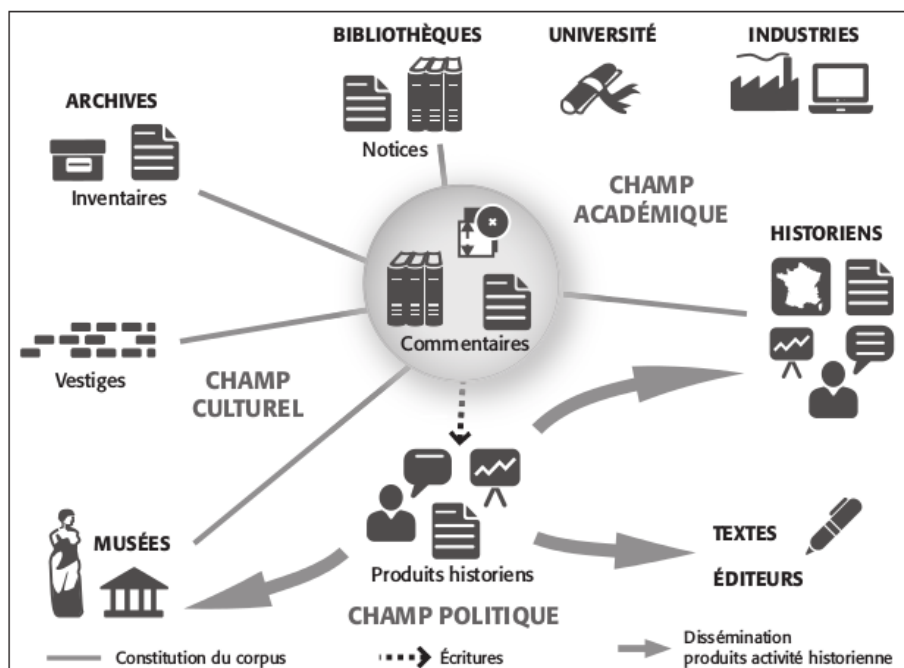 BIBLIOTHÈQUES
UNIVERSITÉ
INDUSTRIES
ARCHIVES
Notices
Inventaires
CHAMP
ACADÉMIQUE
HISTORIENS
Commentaires
Vestiges
CHAMP
CULTUREL
MUSÉES
Produits historiens
TEXTES
ÉDITEURS
CHAMP POLITIQUE
Constitution du corpus
Écritures
Dissémination
produits activité historienne